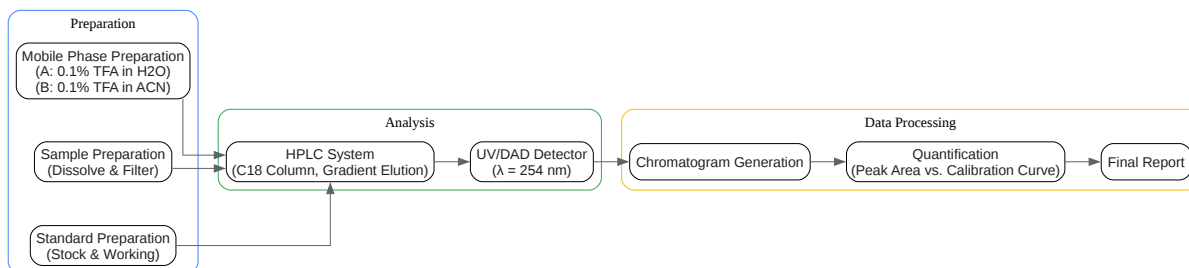 Preparation
Mobile Phase Preparation
(A: 0.1% TFA in H2O)
(B: 0.1% TFA in ACN)
Sample Preparation
(Dissolve & Filter)
Standard Preparation
(Stock & Working)
Analysis
HPLC System
(C18 Column, Gradient Elution)
UV/DAD Detector
(λ = 254 nm)
Data Processing
Chromatogram Generation
Quantification
(Peak Area vs. Calibration Curve)
Final Report